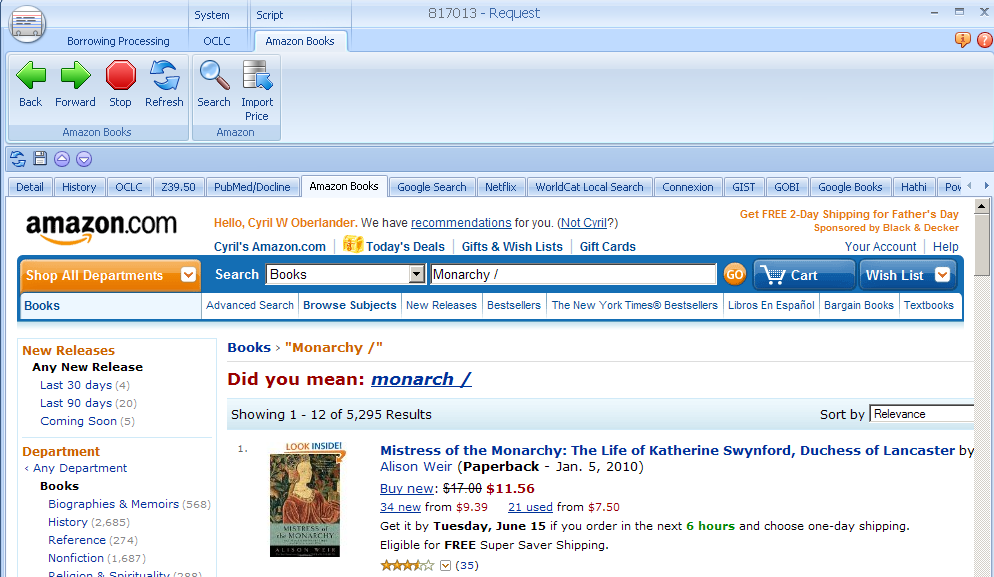 817013 - Request
System Script
Borrowing Processing OCLC Amazon Books
Back Forward Stop Refresh Search Import Price
Amazon Books Amazon
Detail History OCLC Z39.50 PubMed/Docline Amazon Books Google Search Netflix WorldCat Local Search Connexion GIST GOBI Google Books Hathi Pow
amazon.com
Hello, Cyril W Oberlander. We have recommendations for you. (Not Cyril?)
Get FREE 2-Day Shipping for Father's Day
Sponsored by Black & Decker
Cyril's Amazon.com Today's Deals Gifts & Wish Lists Gift Cards Your Account Help
Shop All Departments Search Books Monarchy / GO Cart Wish List
Books Advanced Search Browse Subjects New Releases Bestsellers The New York Times® Bestsellers Libros En Español Bargain Books Textbooks
New Releases
Any New Release
Last 30 days (4)
Last 90 days (20)
Coming Soon (5)
Department
‹ Any Department
Books
Biographies & Memoirs (568)
History (2,685)
Reference (274)
Nonfiction (1,687)
Religion & Spirituality (288)
Books › "Monarchy /"
Did you mean: monarch /
Showing 1 - 12 of 5,295 Results Sort by Relevance
1.
LOOK INSIDE!
MISTRESS of the MONARCHY
ALISON WEIR
Mistress of the Monarchy: The Life of Katherine Swynford, Duchess of Lancaster by
Alison Weir (Paperback - Jan. 5, 2010)
Buy new: $17.00 $11.56
34 new from $9.39 21 used from $7.50
Get it by Tuesday, June 15 if you order in the next 6 hours and choose one-day shipping.
Eligible for FREE Super Saver Shipping.
(35)